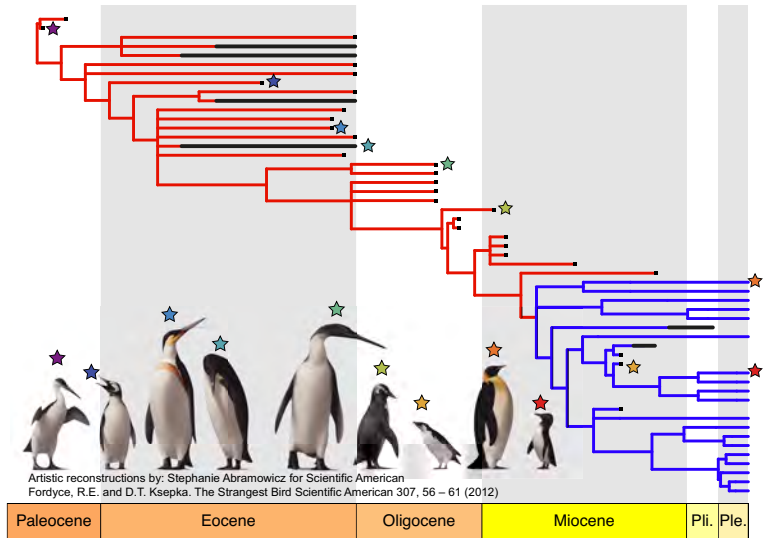 Artistic reconstructions by: Stephanie Abramowicz for Scientific American
Fordyce, R.E. and D.T. Ksepka. The Strangest Bird Scientific American 307, 56 – 61 (2012)
Paleocene Eocene Oligocene Miocene Pli. Ple.